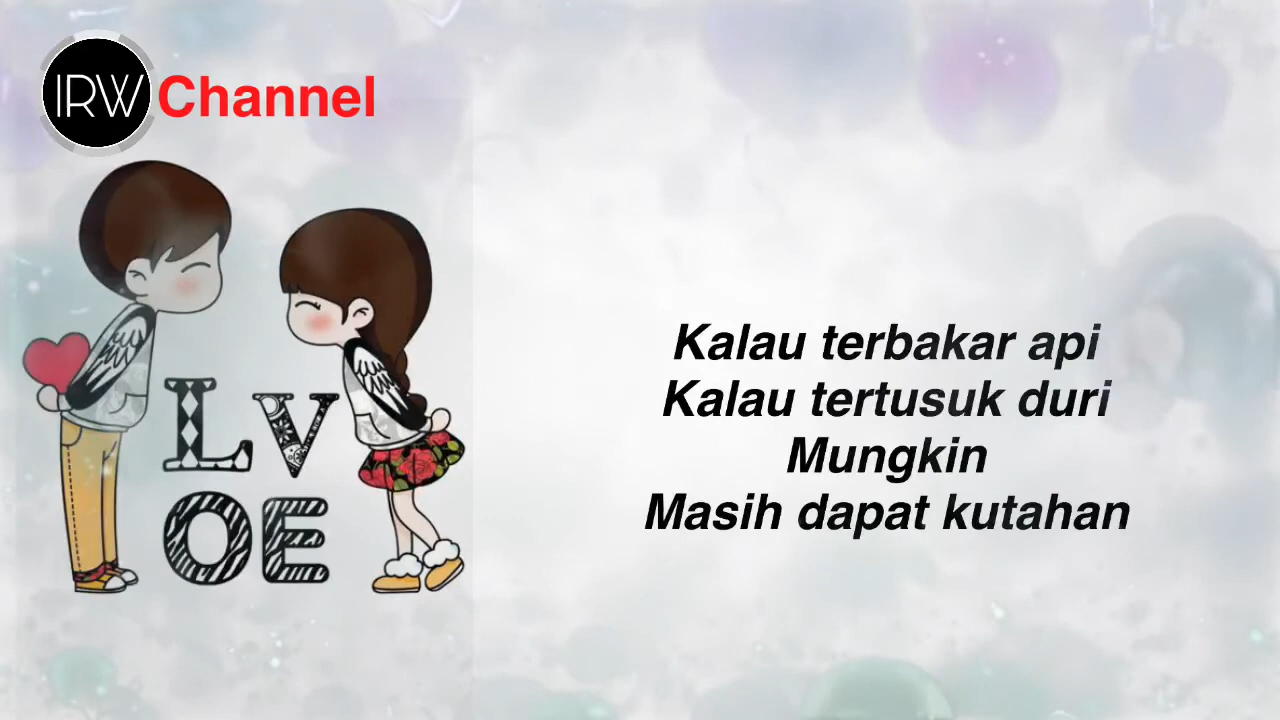 IRW Channel
LV
OE
Kalau terbakar api
Kalau tertusuk duri
Mungkin
Masih dapat kutahan